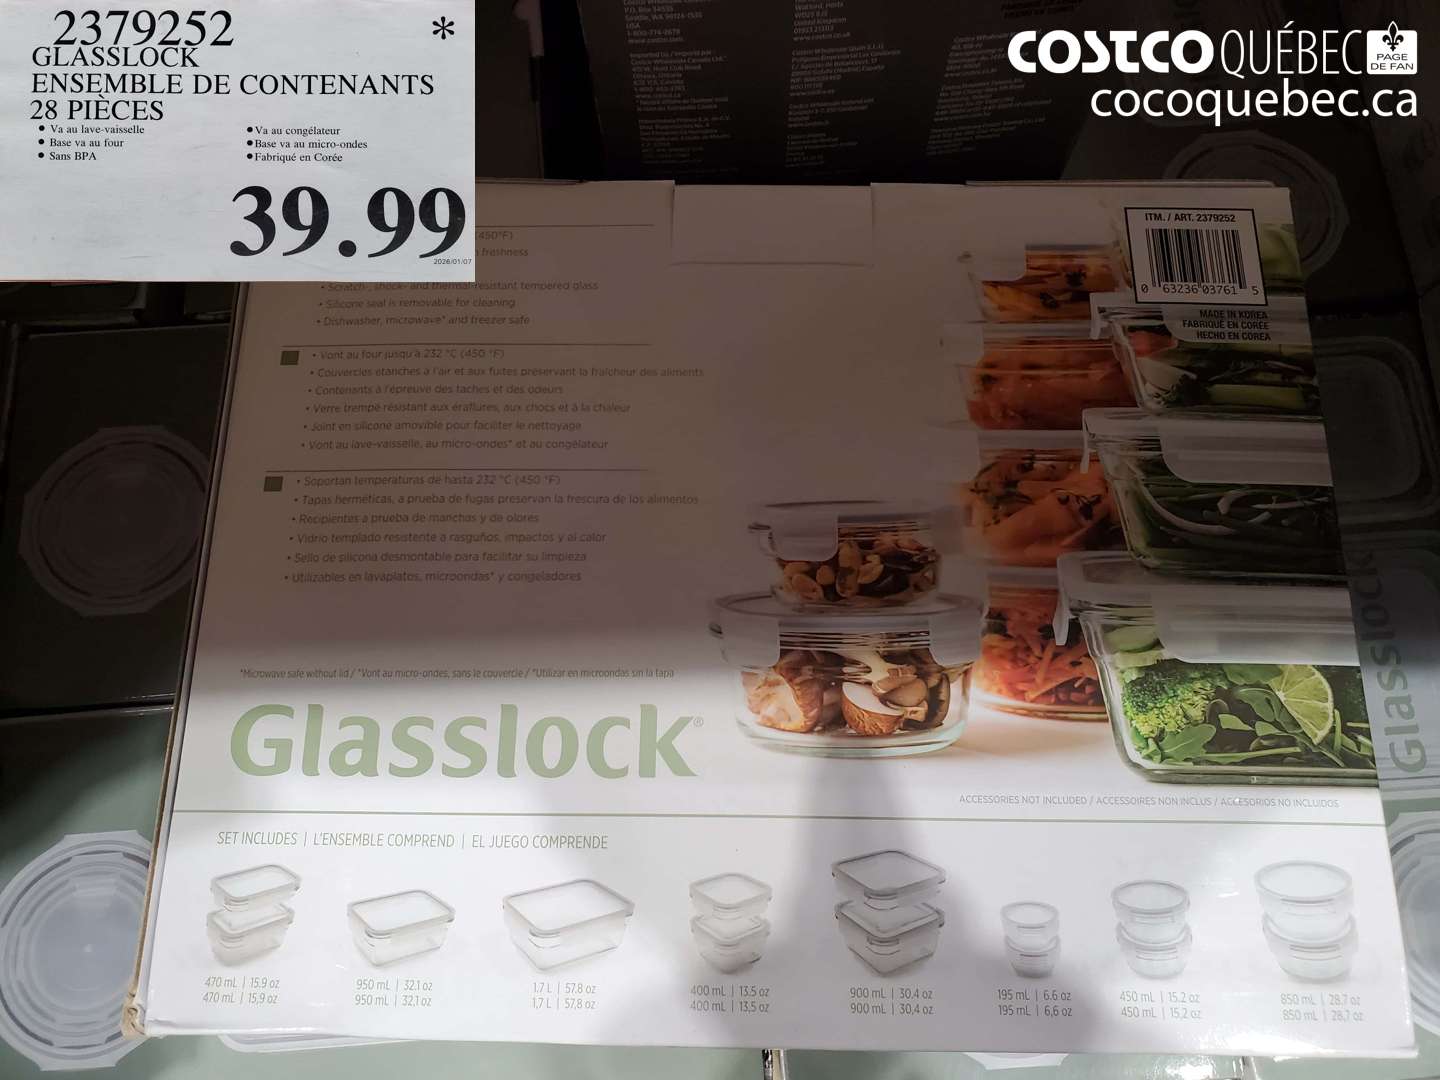 2379252 *
GLASSLOCK
ENSEMBLE DE CONTENANTS
28 PIÈCES
• Va au lave-vaisselle
• Base va au four
• Sans BPA
• Va au congélateur
• Base va au micro-ondes
• Fabriqué en Corée
39.99
2026/01/07
COSTCO QUÉBEC PAGE DE FAN
cocoquebec.ca
Seattle, WA 98124-1535
USA
1-800-774-2678
www.costco.com
ITM. / ART. 2379252
0 63236 03761 5
MADE IN KOREA
FABRIQUÉ EN CORÉE
HECHO EN COREA
(450°F)
freshness
• Scratch-, shock- and thermal-resistant tempered glass
• Silicone seal is removable for cleaning
• Dishwasher, microwave* and freezer safe
• Vont au four jusqu'à 232 °C (450 °F)
• Couvercles étanches à l'air et aux fuites préservant la fraîcheur des aliments
• Contenants à l'épreuve des taches et des odeurs
• Verre trempé résistant aux éraflures, aux chocs et à la chaleur
• Joint en silicone amovible pour faciliter le nettoyage
• Vont au lave-vaisselle, au micro-ondes* et au congélateur
• Soportan temperaturas de hasta 232 °C (450 °F)
• Tapas herméticas, a prueba de fugas preservan la frescura de los alimentos
• Recipientes a prueba de manchas y de olores
• Vidrio templado resistente a rasguños, impactos y al calor
• Sello de silicona desmontable para facilitar su limpieza
• Utilizables en lavaplatos, microondas* y congeladores
*Microwave safe without lid / *Vont au micro-ondes, sans le couvercle / *Utilizar en microondas sin la tapa
Glasslock®
Glasslock
ACCESSORIES NOT INCLUDED / ACCESSOIRES NON INCLUS / ACCESORIOS NO INCLUIDOS
SET INCLUDES | L'ENSEMBLE COMPREND | EL JUEGO COMPRENDE
470 mL | 15.9 oz
470 mL | 15,9 oz
950 mL | 32.1 oz
950 mL | 32,1 oz
1.7 L | 57.8 oz
1,7 L | 57,8 oz
400 mL | 13.5 oz
400 mL | 13,5 oz
900 mL | 30.4 oz
900 mL | 30,4 oz
195 mL | 6.6 oz
195 mL | 6,6 oz
450 mL | 15.2 oz
450 mL | 15,2 oz
850 mL | 28.7 oz
850 mL | 28,7 oz